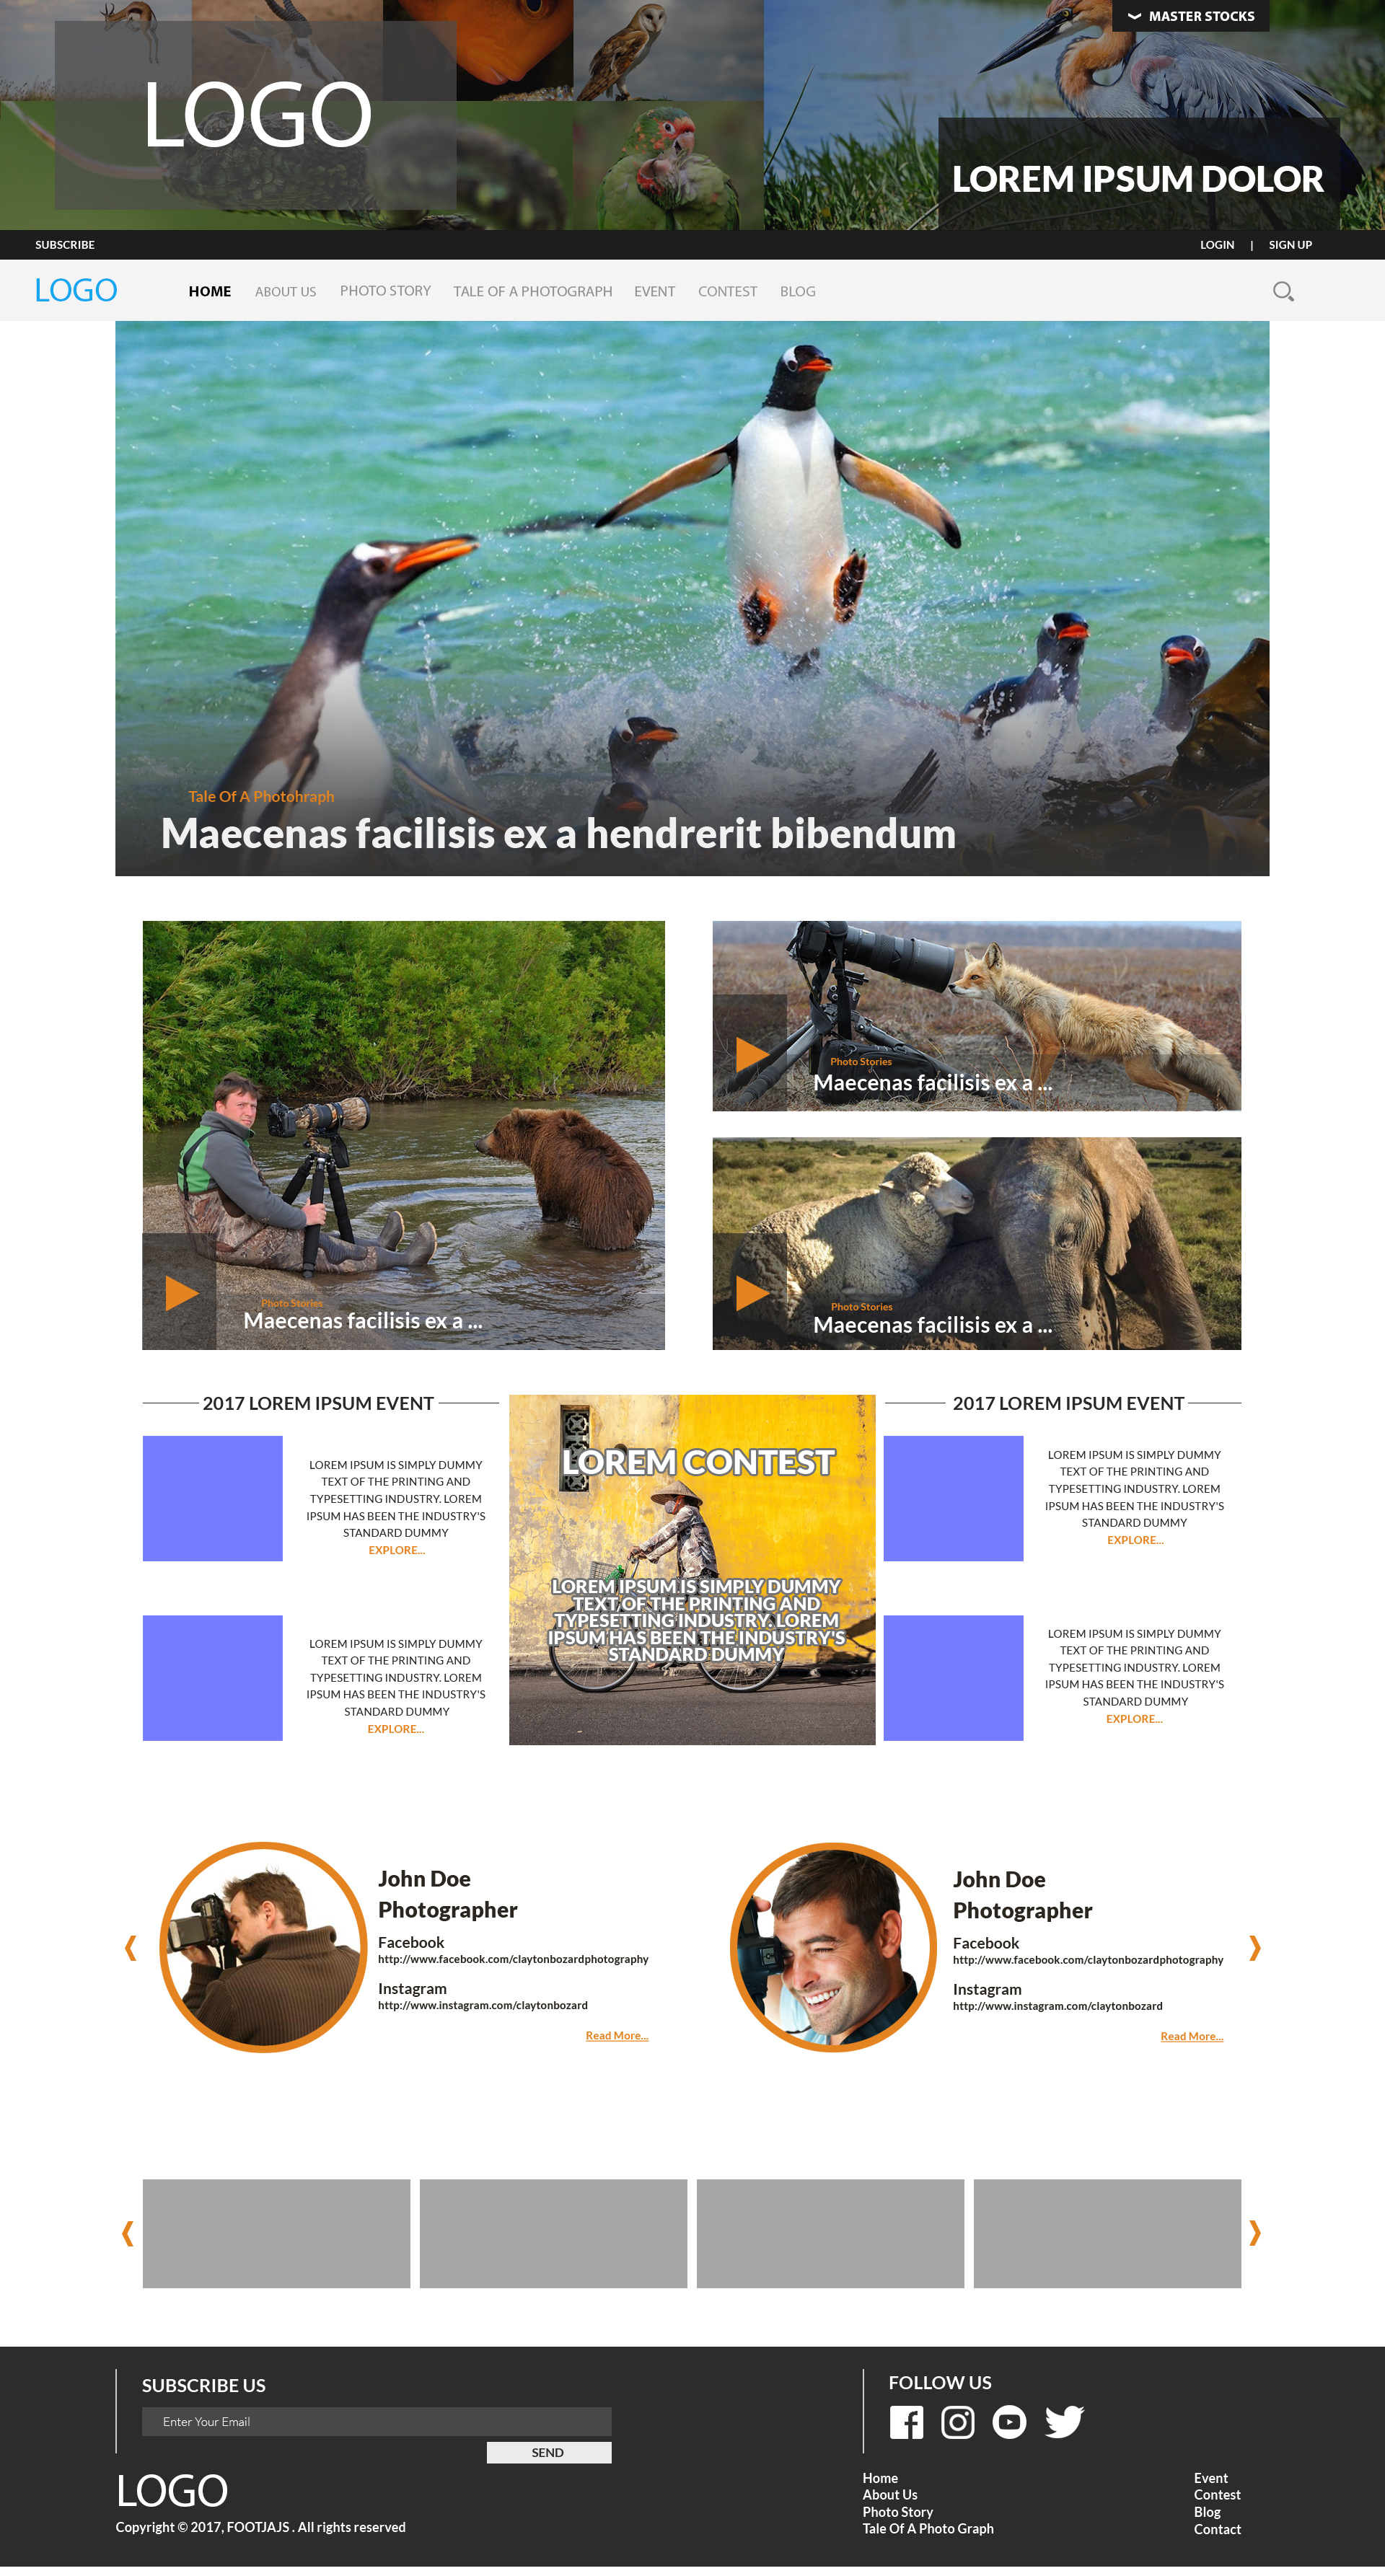 MASTER STOCKS
LOGO
LOREM IPSUM DOLOR
SUBSCRIBE
LOGIN | SIGN UP
LOGO
HOME ABOUT US PHOTO STORY TALE OF A PHOTOGRAPH EVENT CONTEST BLOG
Tale Of A Photohraph
Maecenas facilisis ex a hendrerit bibendum
Photo Stories
Maecenas facilisis ex a ...
Photo Stories
Maecenas facilisis ex a ...
Photo Stories
Maecenas facilisis ex a ...
2017 LOREM IPSUM EVENT
LOREM IPSUM IS SIMPLY DUMMY
TEXT OF THE PRINTING AND
TYPESETTING INDUSTRY. LOREM
IPSUM HAS BEEN THE INDUSTRY'S
STANDARD DUMMY
EXPLORE...
LOREM IPSUM IS SIMPLY DUMMY
TEXT OF THE PRINTING AND
TYPESETTING INDUSTRY. LOREM
IPSUM HAS BEEN THE INDUSTRY'S
STANDARD DUMMY
EXPLORE...
LOREM CONTEST
LOREM IPSUM IS SIMPLY DUMMY
TEXT OF THE PRINTING AND
TYPESETTING INDUSTRY. LOREM
IPSUM HAS BEEN THE INDUSTRY'S
STANDARD DUMMY
2017 LOREM IPSUM EVENT
LOREM IPSUM IS SIMPLY DUMMY
TEXT OF THE PRINTING AND
TYPESETTING INDUSTRY. LOREM
IPSUM HAS BEEN THE INDUSTRY'S
STANDARD DUMMY
EXPLORE...
LOREM IPSUM IS SIMPLY DUMMY
TEXT OF THE PRINTING AND
TYPESETTING INDUSTRY. LOREM
IPSUM HAS BEEN THE INDUSTRY'S
STANDARD DUMMY
EXPLORE...
John Doe
Photographer
Facebook
http://www.facebook.com/claytonbozardphotography
Instagram
http://www.instagram.com/claytonbozard
Read More...
John Doe
Photographer
Facebook
http://www.facebook.com/claytonbozardphotography
Instagram
http://www.instagram.com/claytonbozard
Read More...
SUBSCRIBE US
Enter Your Email
SEND
LOGO
Copyright © 2017, FOOTJAJS . All rights reserved
FOLLOW US
Home
About Us
Photo Story
Tale Of A Photo Graph
Event
Contest
Blog
Contact